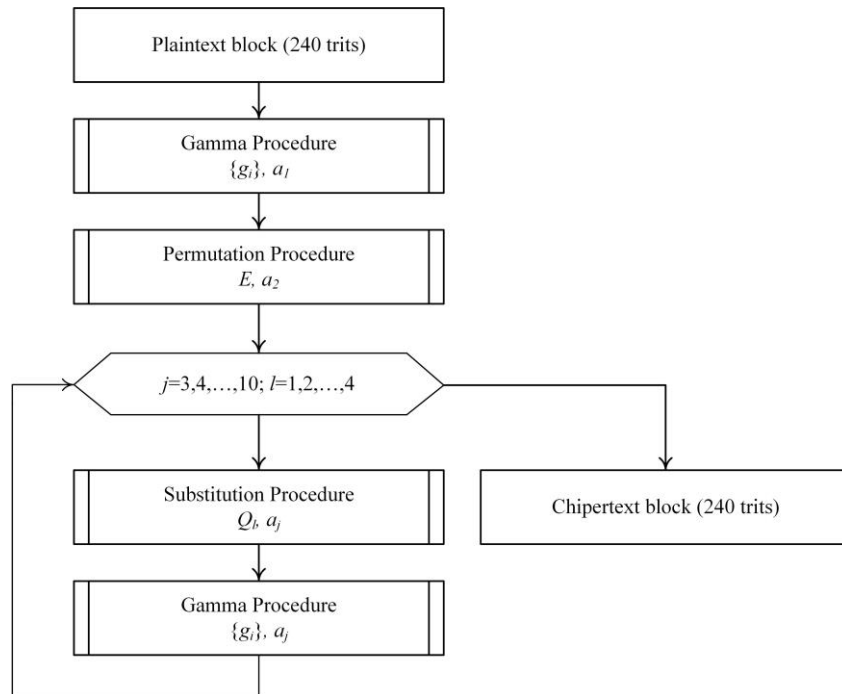 Plaintext block (240 trits)
Gamma Procedure
{gᵢ}, a₁
Permutation Procedure
E, a₂
j=3,4,…,10; l=1,2,…,4
Substitution Procedure
Qₗ, aⱼ
Chipertext block (240 trits)
Gamma Procedure
{gᵢ}, aⱼ